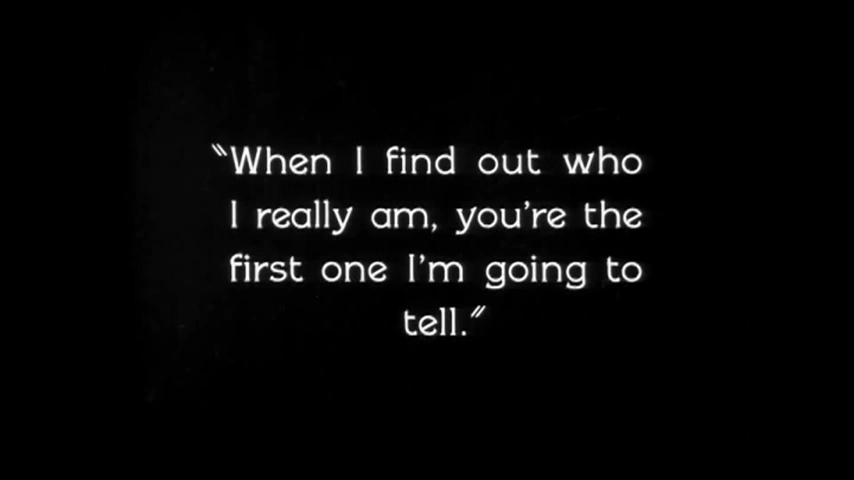 "When I find out who
I really am, you're the
first one I'm going to
tell."